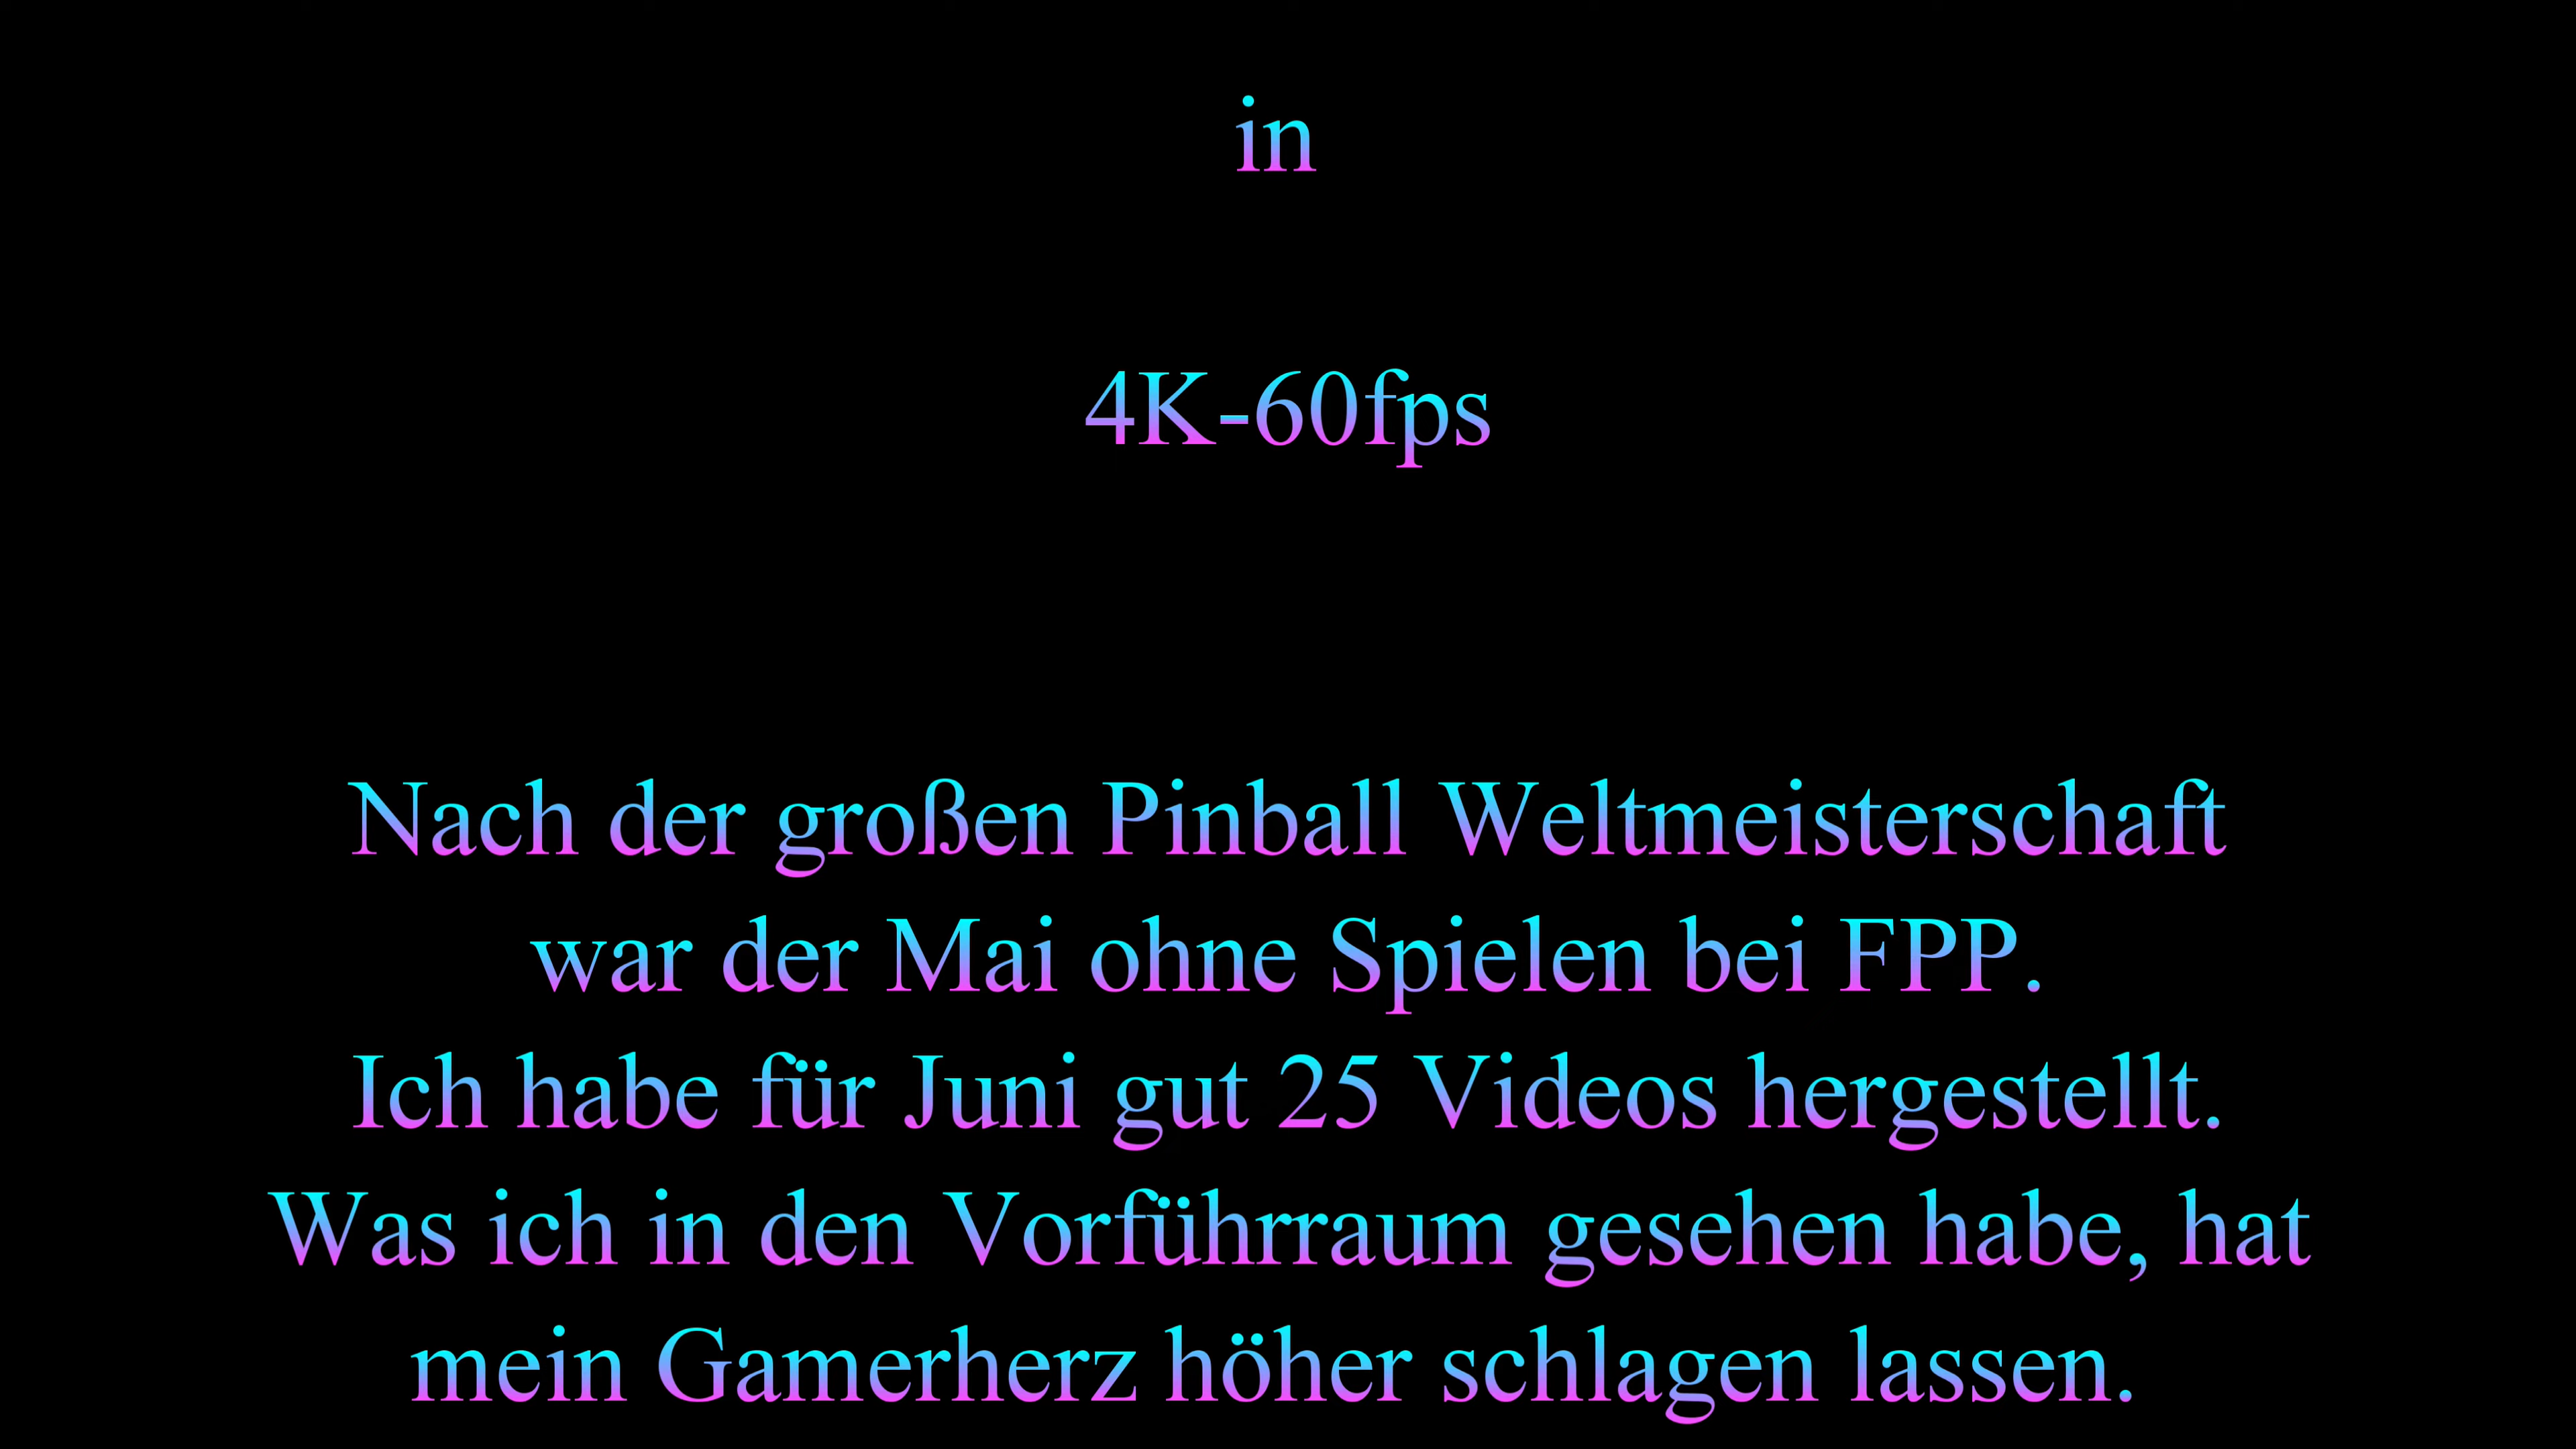 in
4K-60fps
Nach der großen Pinball Weltmeisterschaft
war der Mai ohne Spielen bei FPP.
Ich habe für Juni gut 25 Videos hergestellt.
Was ich in den Vorführraum gesehen habe, hat
mein Gamerherz höher schlagen lassen.